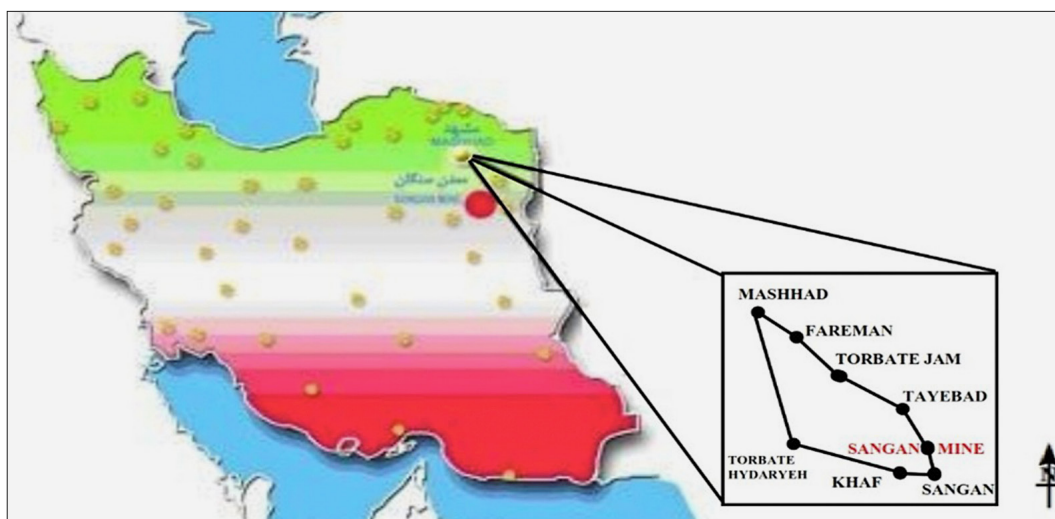 مشهد
MASHHAD
معدن سنگان
SANGAN MINE
MASHHAD
FAREMAN
TORBATE JAM
TAYEBAD
SANGAN MINE
TORBATE
HYDARYEH
KHAF
SANGAN
N